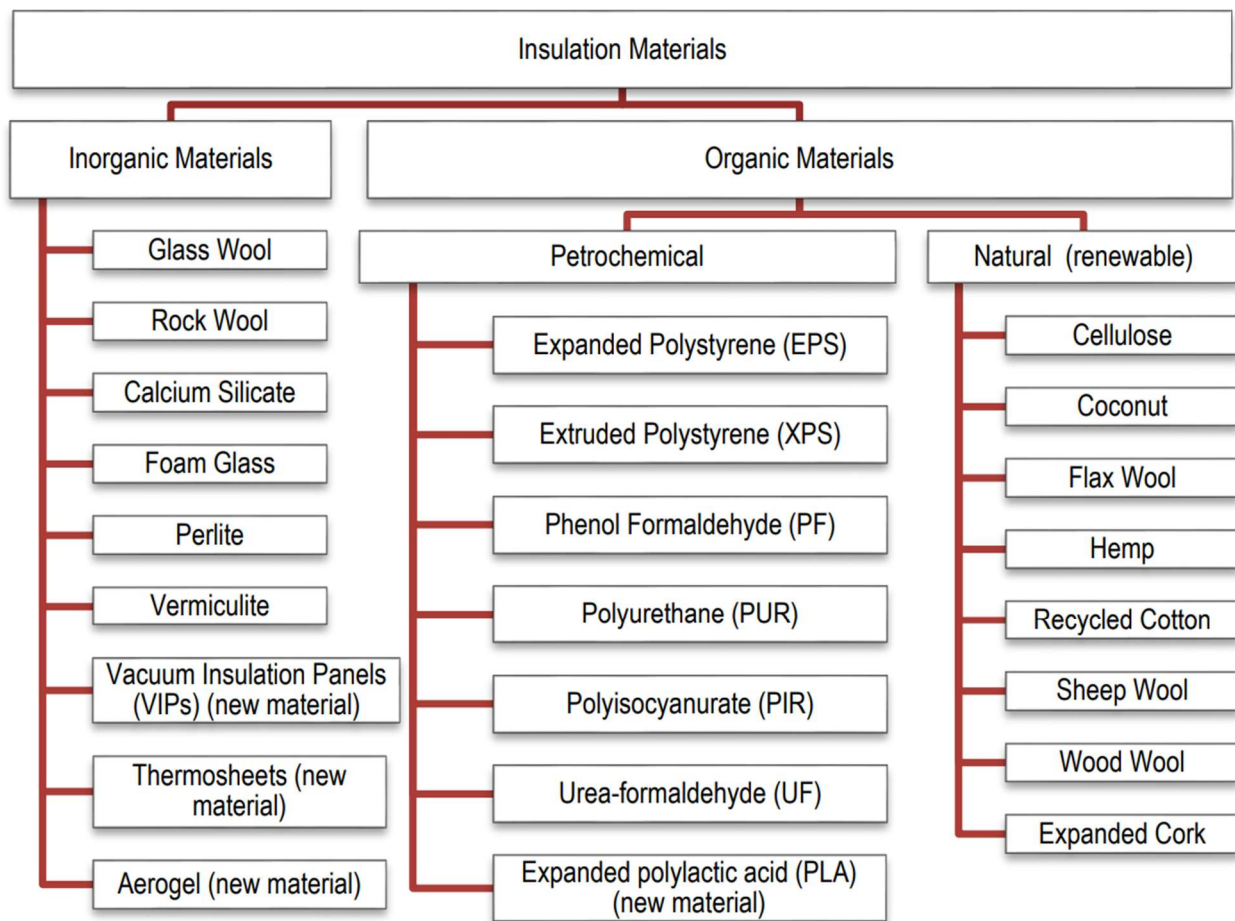 Insulation Materials
Inorganic Materials
Organic Materials
Glass Wool
Rock Wool
Calcium Silicate
Foam Glass
Perlite
Vermiculite
Vacuum Insulation Panels
(VIPs) (new material)
Thermosheets (new
material)
Aerogel (new material)
Petrochemical
Expanded Polystyrene (EPS)
Extruded Polystyrene (XPS)
Phenol Formaldehyde (PF)
Polyurethane (PUR)
Polyisocyanurate (PIR)
Urea-formaldehyde (UF)
Expanded polylactic acid (PLA)
(new material)
Natural (renewable)
Cellulose
Coconut
Flax Wool
Hemp
Recycled Cotton
Sheep Wool
Wood Wool
Expanded Cork